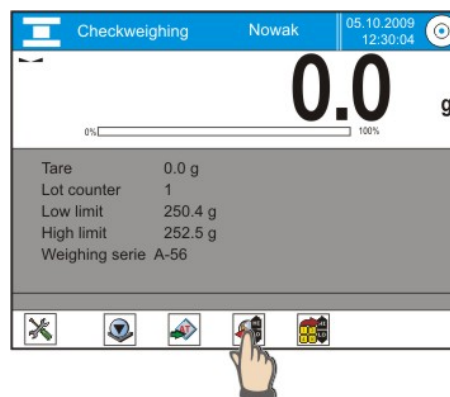 Checkweighing Nowak 05.10.2009
12:30:04
0.0 g
0% 100%
Tare 0.0 g
Lot counter 1
Low limit 250.4 g
High limit 252.5 g
Weighing serie A-56